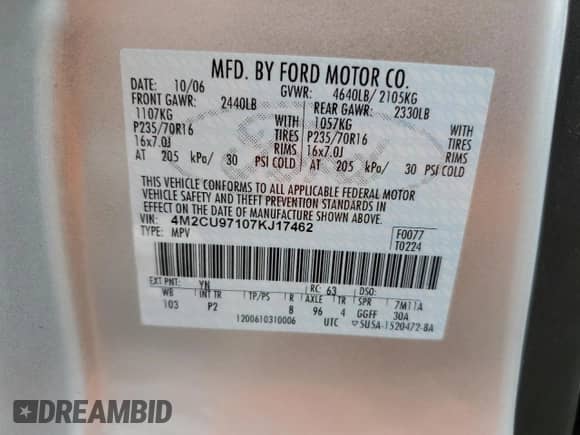 MFD. BY FORD MOTOR CO.
DATE: 10/06 GVWR: 4640LB/ 2105KG
FRONT GAWR: 2440LB REAR GAWR: 2330LB
1107KG WITH 1057KG WITH
P235/70R16 TIRES P235/70R16 TIRES
16x7.0J RIMS 16x7.0J RIMS
AT 205 kPa/ 30 PSI COLD AT 205 kPa/ 30 PSI COLD
THIS VEHICLE CONFORMS TO ALL APPLICABLE FEDERAL MOTOR
VEHICLE SAFETY AND THEFT PREVENTION STANDARDS IN
EFFECT ON THE DATE OF MANUFACTURE SHOWN ABOVE.
VIN: 4M2CU97107KJ17462 F0077
TYPE: MPV T0224
EXT PNT: YN RC: 63 DSO:
WB INT TR TP/PS R AXLE TR SPR 7M11A
103 P2 B 96 4 GGFF 30A
1200610310006 UTC 5U5A-1520472-BA
DREAMBID